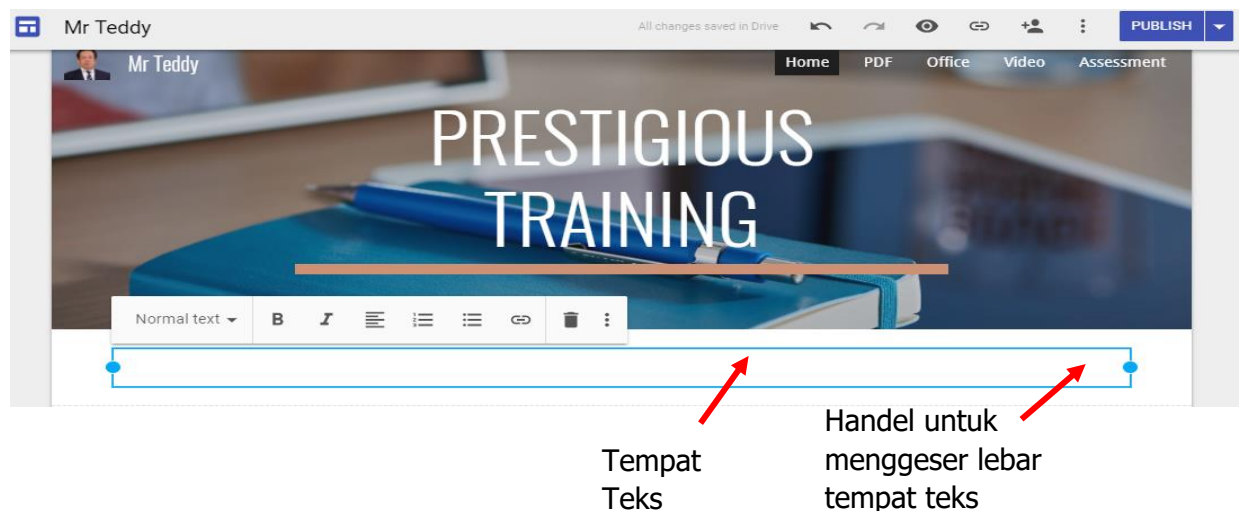 Mr Teddy
All changes saved in Drive
PUBLISH
Mr Teddy
Home PDF Office Video Assessment
PRESTIGIOUS
TRAINING
Normal text B I
Tempat
Teks
Handel untuk
menggeser lebar
tempat teks